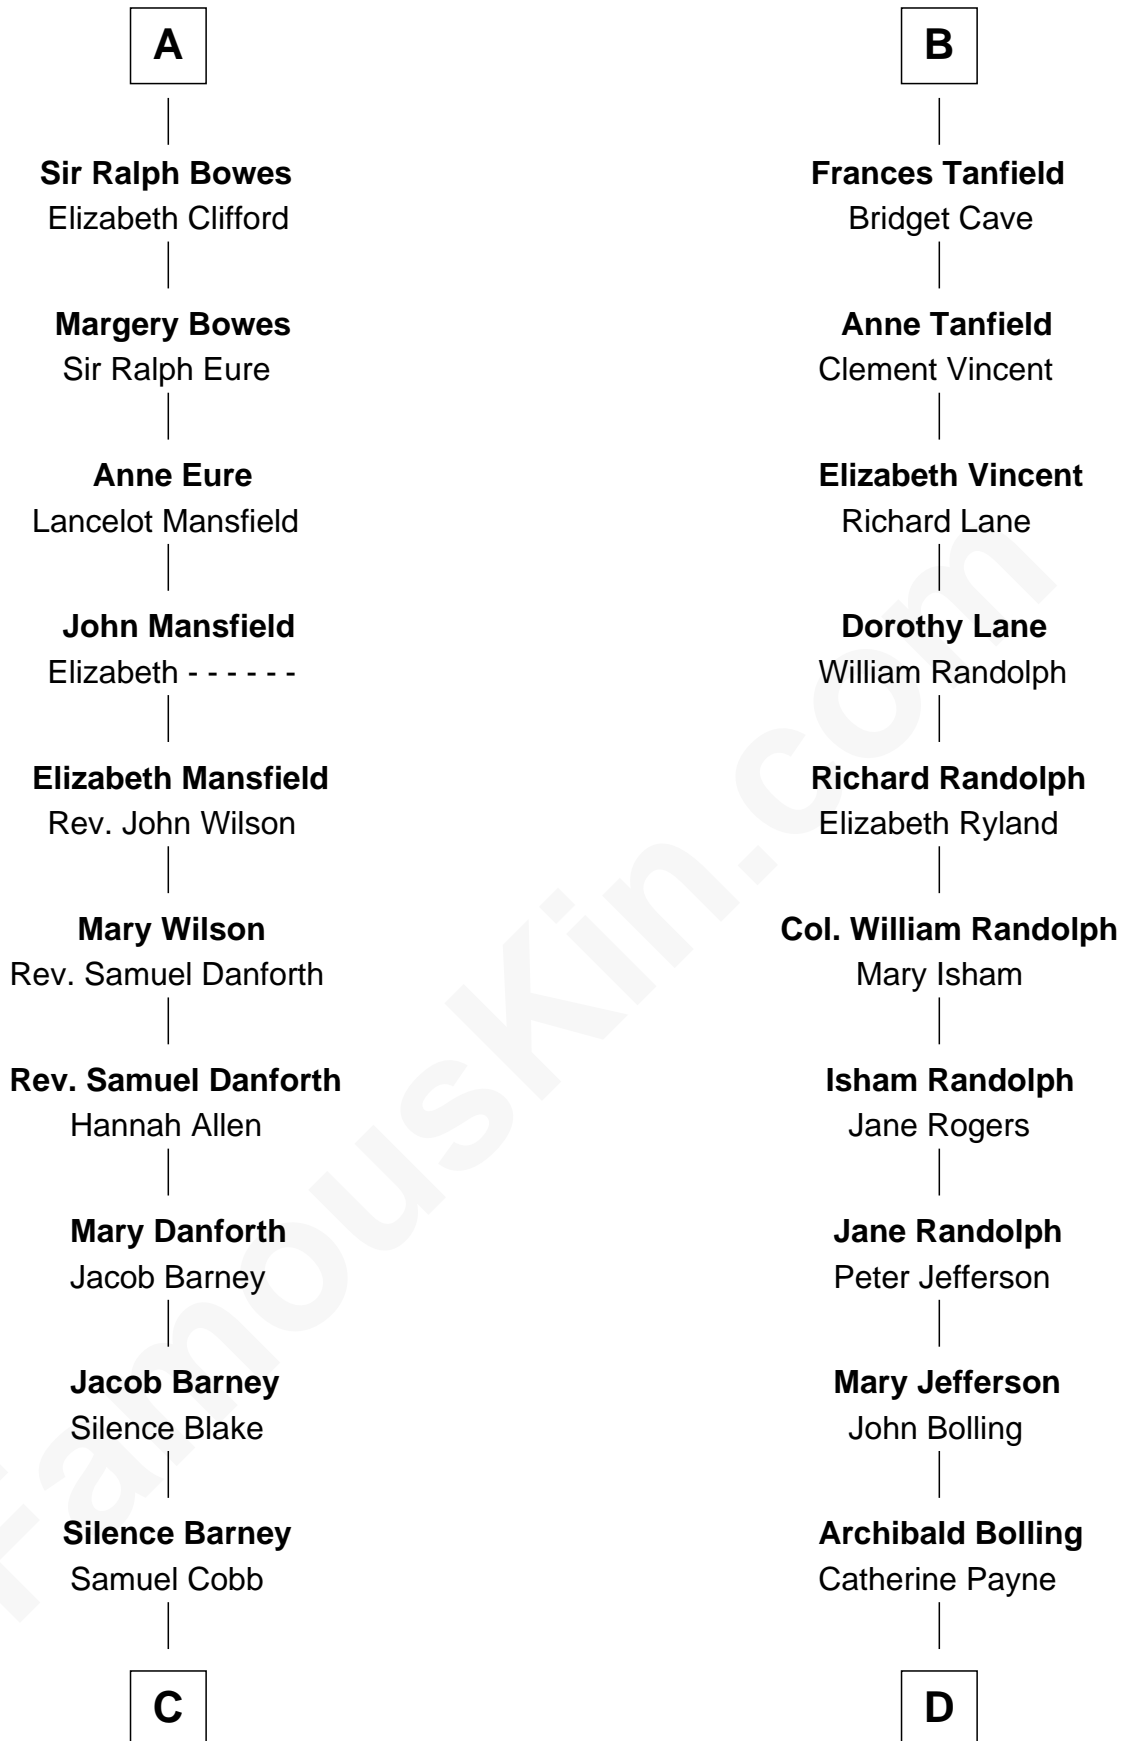 A
Sir Ralph Bowes
Elizabeth Clifford
Margery Bowes
Sir Ralph Eure
Anne Eure
Lancelot Mansfield
John Mansfield
Elizabeth - - - - - -
Elizabeth Mansfield
Rev. John Wilson
Mary Wilson
Rev. Samuel Danforth
Rev. Samuel Danforth
Hannah Allen
Mary Danforth
Jacob Barney
Jacob Barney
Silence Blake
Silence Barney
Samuel Cobb
C
B
Frances Tanfield
Bridget Cave
Anne Tanfield
Clement Vincent
Elizabeth Vincent
Richard Lane
Dorothy Lane
William Randolph
Richard Randolph
Elizabeth Ryland
Col. William Randolph
Mary Isham
Isham Randolph
Jane Rogers
Jane Randolph
Peter Jefferson
Mary Jefferson
John Bolling
Archibald Bolling
Catherine Payne
D
FamousKin.com